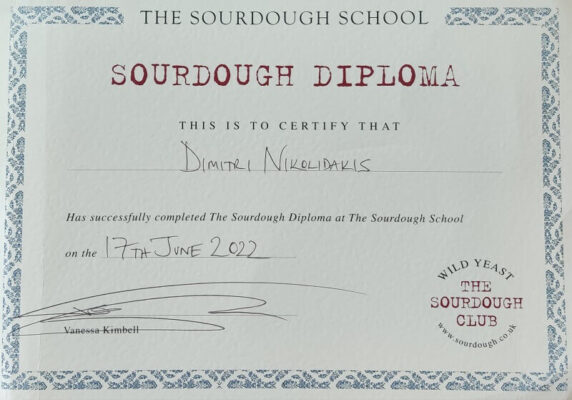 THE SOURDOUGH SCHOOL
SOURDOUGH DIPLOMA
THIS IS TO CERTIFY THAT
DIMITRI NIKOLIDAKIS
Has successfully completed The Sourdough Diploma at The Sourdough School
on the 17TH JUNE 2022
Vanessa Kimbell
WILD YEAST
THE
SOURDOUGH
CLUB
www.sourdough.co.uk